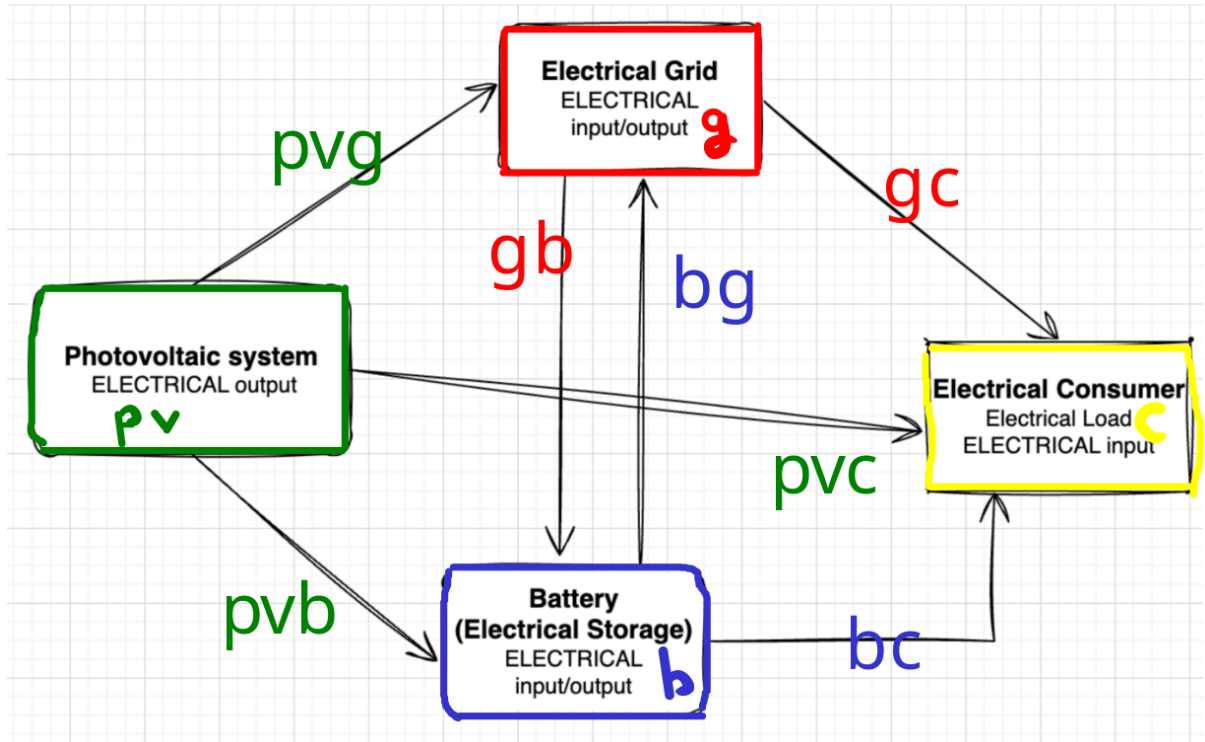 Electrical Grid
ELECTRICAL
input/output
g
pvg
gc
gb
bg
Photovoltaic system
ELECTRICAL output
pv
Electrical Consumer
Electrical Load
ELECTRICAL input
c
pvc
pvb
Battery
(Electrical Storage)
ELECTRICAL
input/output
b
bc